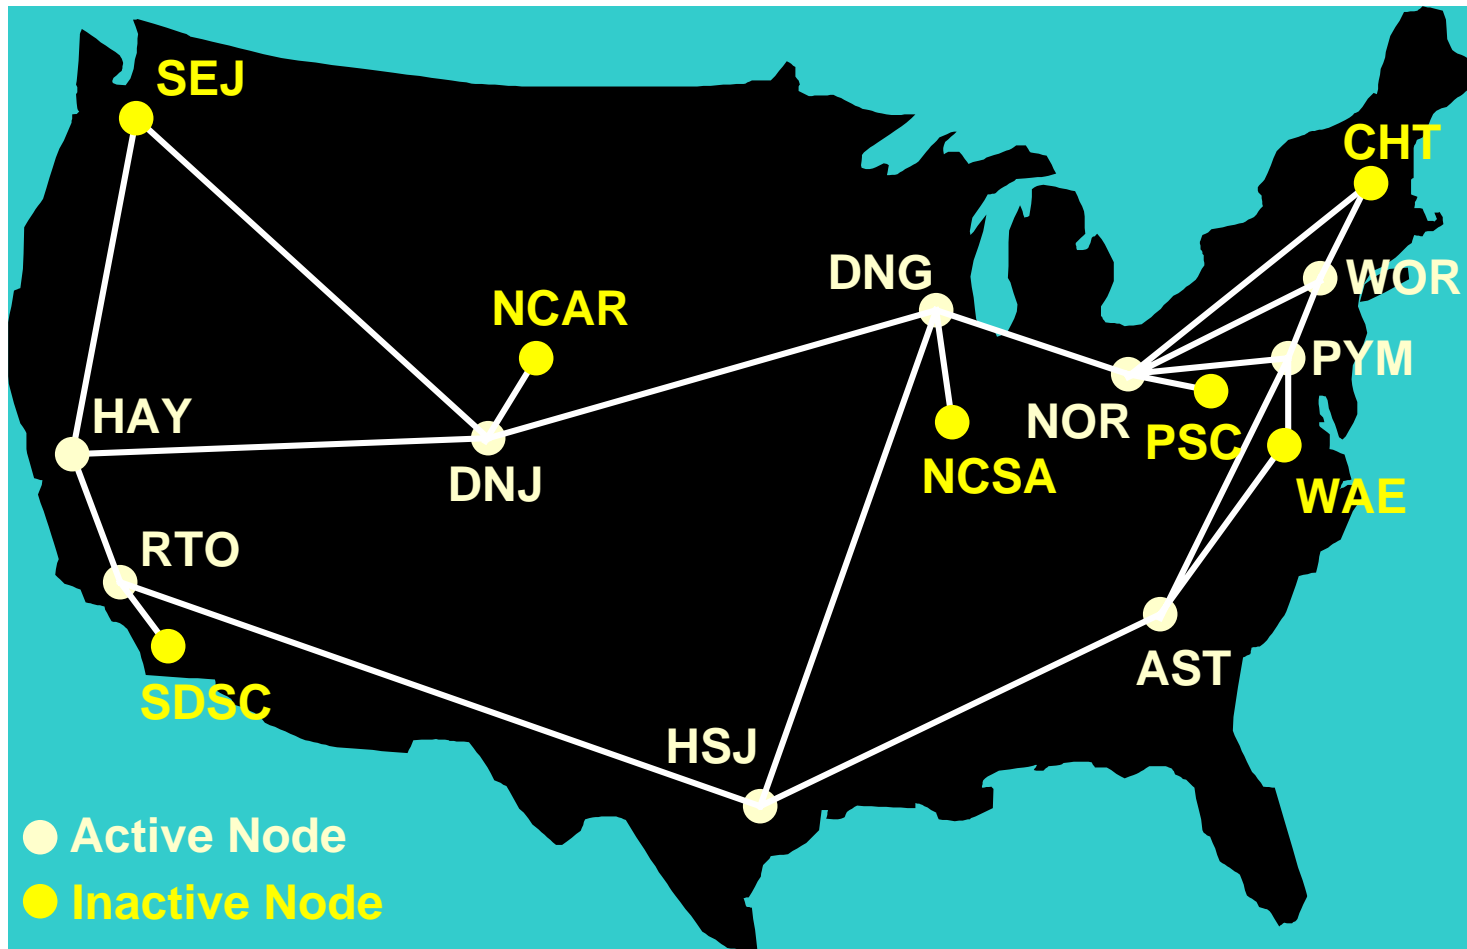 SEJ
CHT
DNG
WOR
NCAR
PYM
HAY
NOR
PSC
DNJ
NCSA
WAE
RTO
AST
SDSC
HSJ
Active Node
Inactive Node